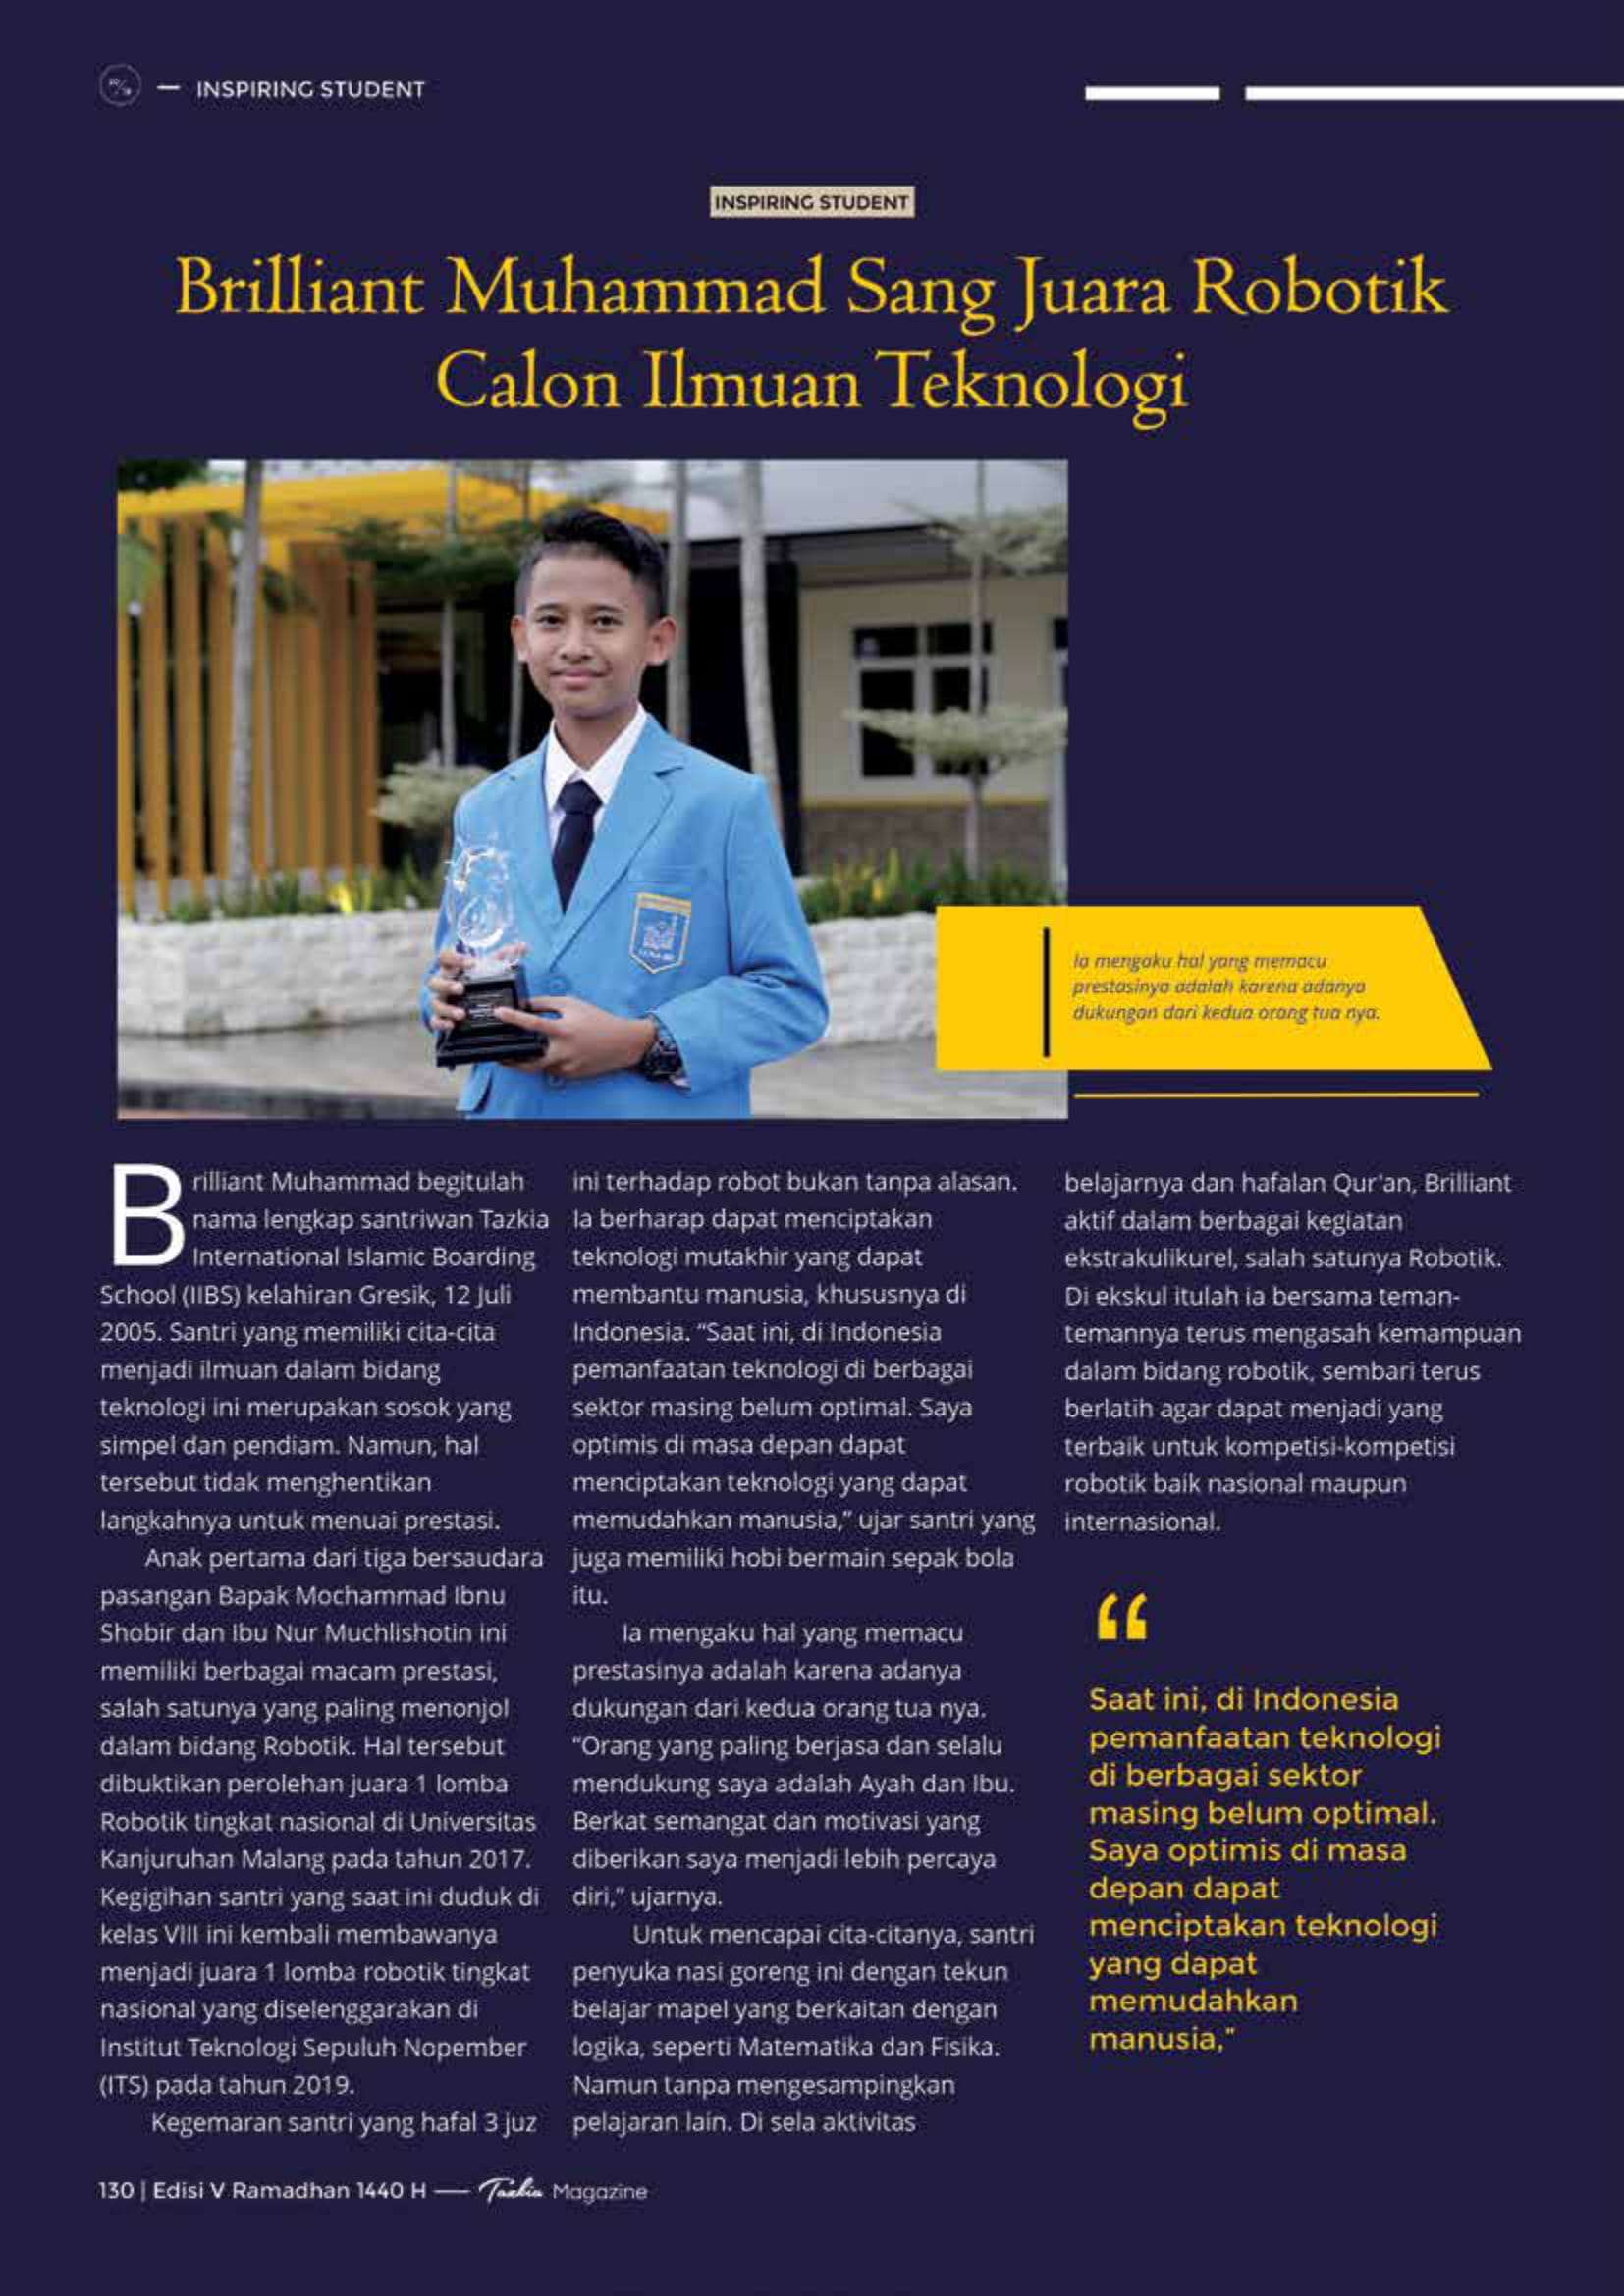 INSPIRING STUDENT
INSPIRING STUDENT
Brilliant Muhammad Sang Juara Robotik
Calon Ilmuan Teknologi
Ia mengaku hal yang memacu
prestasinya adalah karena adanya
dukungan dari kedua orang tua nya.
Brilliant Muhammad begitulah
nama lengkap santriwan Tazkia
International Islamic Boarding
School (IIBS) kelahiran Gresik, 12 Juli
2005. Santri yang memiliki cita-cita
menjadi ilmuan dalam bidang
teknologi ini merupakan sosok yang
simpel dan pendiam. Namun, hal
tersebut tidak menghentikan
langkahnya untuk menuai prestasi.
Anak pertama dari tiga bersaudara
pasangan Bapak Mochammad Ibnu
Shobir dan Ibu Nur Muchlishotin ini
memiliki berbagai macam prestasi,
salah satunya yang paling menonjol
dalam bidang Robotik. Hal tersebut
dibuktikan perolehan juara 1 lomba
Robotik tingkat nasional di Universitas
Kanjuruhan Malang pada tahun 2017.
Kegigihan santri yang saat ini duduk di
kelas VIII ini kembali membawanya
menjadi juara 1 lomba robotik tingkat
nasional yang diselenggarakan di
Institut Teknologi Sepuluh Nopember
(ITS) pada tahun 2019.
Kegemaran santri yang hafal 3 juz
ini terhadap robot bukan tanpa alasan.
Ia berharap dapat menciptakan
teknologi mutakhir yang dapat
membantu manusia, khususnya di
Indonesia. "Saat ini, di Indonesia
pemanfaatan teknologi di berbagai
sektor masing belum optimal. Saya
optimis di masa depan dapat
menciptakan teknologi yang dapat
memudahkan manusia," ujar santri yang
juga memiliki hobi bermain sepak bola
itu.
Ia mengaku hal yang memacu
prestasinya adalah karena adanya
dukungan dari kedua orang tua nya.
"Orang yang paling berjasa dan selalu
mendukung saya adalah Ayah dan Ibu.
Berkat semangat dan motivasi yang
diberikan saya menjadi lebih percaya
diri," ujarnya.
Untuk mencapai cita-citanya, santri
penyuka nasi goreng ini dengan tekun
belajar mapel yang berkaitan dengan
logika, seperti Matematika dan Fisika.
Namun tanpa mengesampingkan
pelajaran lain. Di sela aktivitas
belajarnya dan hafalan Qur'an, Brilliant
aktif dalam berbagai kegiatan
ekstrakulikurel, salah satunya Robotik.
Di ekskul itulah ia bersama teman-
temannya terus mengasah kemampuan
dalam bidang robotik, sembari terus
berlatih agar dapat menjadi yang
terbaik untuk kompetisi-kompetisi
robotik baik nasional maupun
internasional.
“
Saat ini, di Indonesia
pemanfaatan teknologi
di berbagai sektor
masing belum optimal.
Saya optimis di masa
depan dapat
menciptakan teknologi
yang dapat
memudahkan
manusia,"
130 | Edisi V Ramadhan 1440 H — Tazkia Magazine